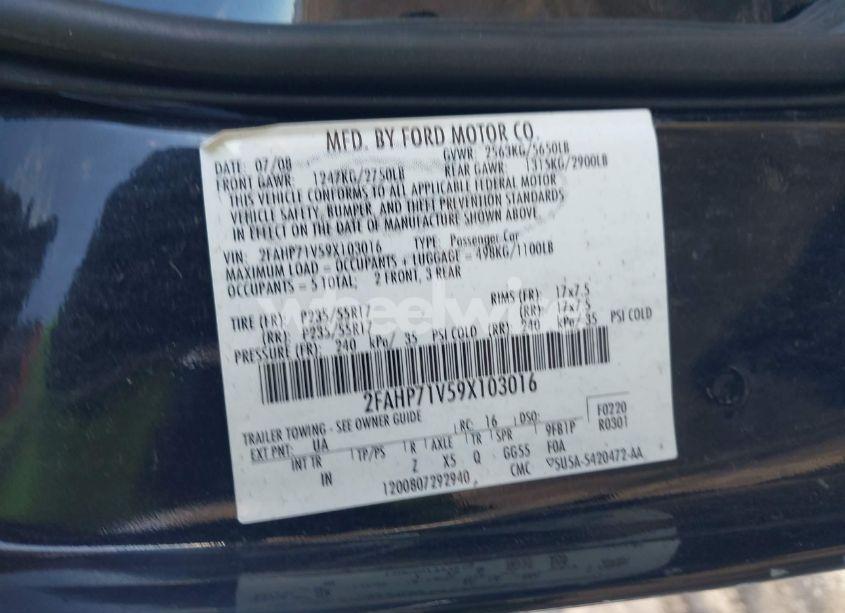 MFD. BY FORD MOTOR CO.
DATE: 07/08 GVWR: 2563KG/5650LB
FRONT GAWR: 1247KG/2750LB REAR GAWR: 1315KG/2900LB
THIS VEHICLE CONFORMS TO ALL APPLICABLE FEDERAL MOTOR
VEHICLE SAFETY, BUMPER, AND THEFT PREVENTION STANDARDS
IN EFFECT ON THE DATE OF MANUFACTURE SHOWN ABOVE.
VIN: 2FAHP71V59X103016 TYPE: Passenger Car
MAXIMUM LOAD = OCCUPANTS + LUGGAGE = 498KG/1100LB
OCCUPANTS = 5 TOTAL; 2 FRONT, 3 REAR
wheelwire
TIRE (FR): P235/55R17 RIMS (FR): 17x7.5
(RR): P235/55R17 (RR): 17x7.5
PRESSURE (FR): 240 kPa/ 35 PSI COLD (RR): 240 kPa/ 35 PSI COLD
2FAHP71V59X103016
TRAILER TOWING - SEE OWNER GUIDE RC: 16 DSO: F0220
EXT PNT: UA R0301
INT TR TP/PS R AXLE TR SPR 9FB1P
IN Z X5 Q GG55 FOA
1200807292940 CMC SU5A-5420472-AA